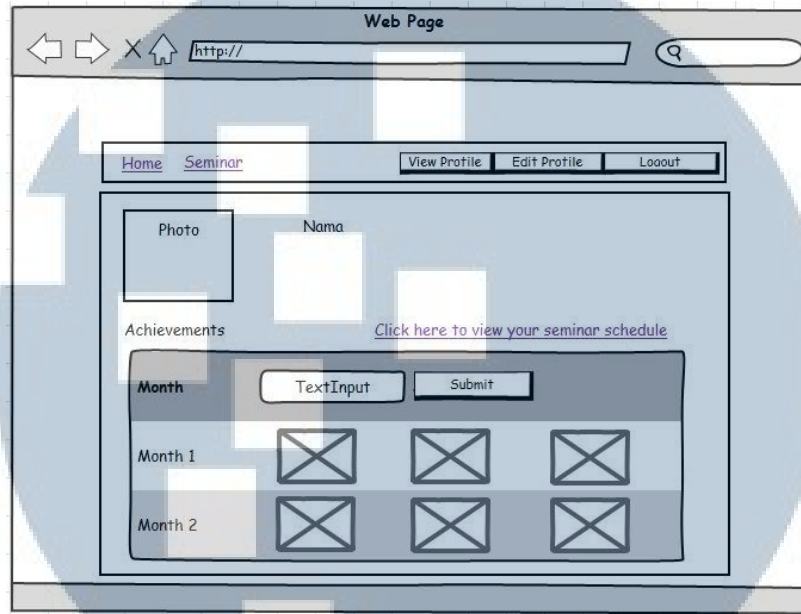 Web Page
http://
Home Seminar View Profile Edit Profile Logout
Photo Nama
Achievements Click here to view your seminar schedule
Month TextInput Submit
Month 1
Month 2